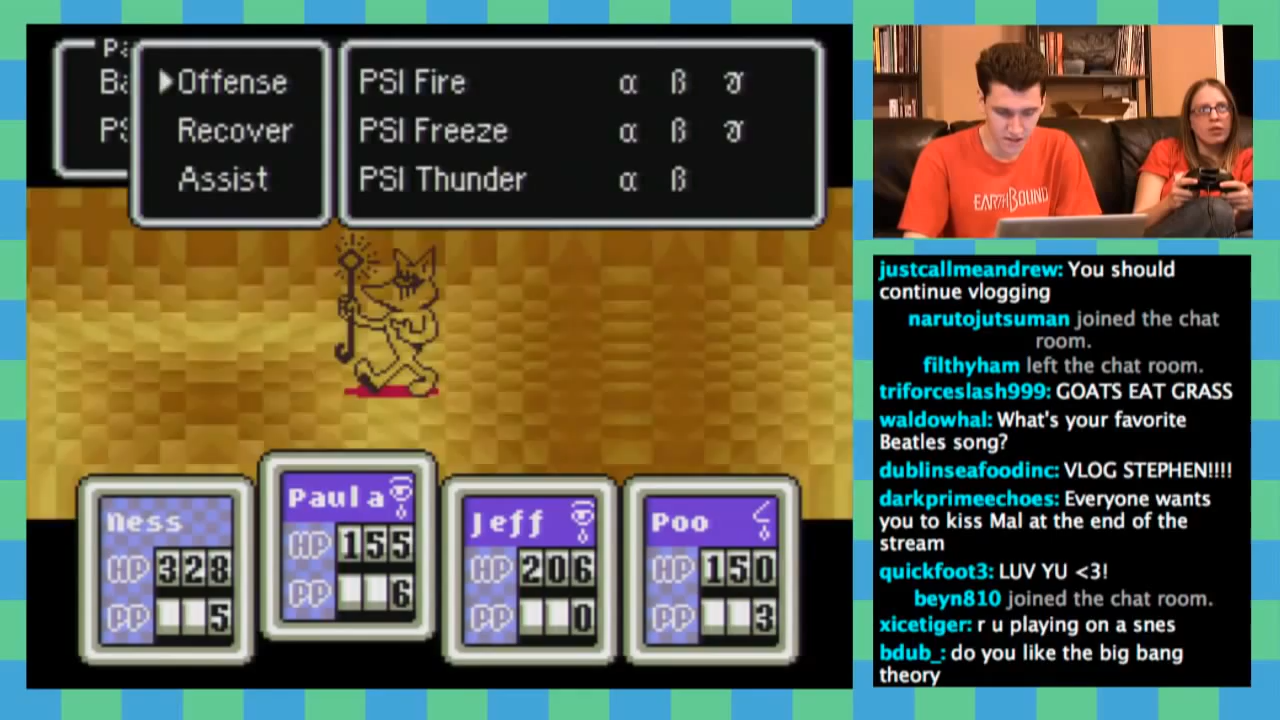 Pa
Ba
PS
Offense
Recover
Assist
PSI Fire α β γ
PSI Freeze α β γ
PSI Thunder α β
EARTHBOUND
Ness
HP 328
PP 5
Paula
HP 155
PP 6
Jeff
HP 206
PP 0
Poo
HP 150
PP 3
justcallmeandrew: You should
continue vlogging
narutojutsuman joined the chat
room.
filthyham left the chat room.
triforceslash999: GOATS EAT GRASS
waldowhal: What's your favorite
Beatles song?
dublinseafoodinc: VLOG STEPHEN!!!!
darkprimeechoes: Everyone wants
you to kiss Mal at the end of the
stream
quickfoot3: LUV YU <3!
beyn810 joined the chat room.
xicetiger: r u playing on a snes
bdub_: do you like the big bang
theory